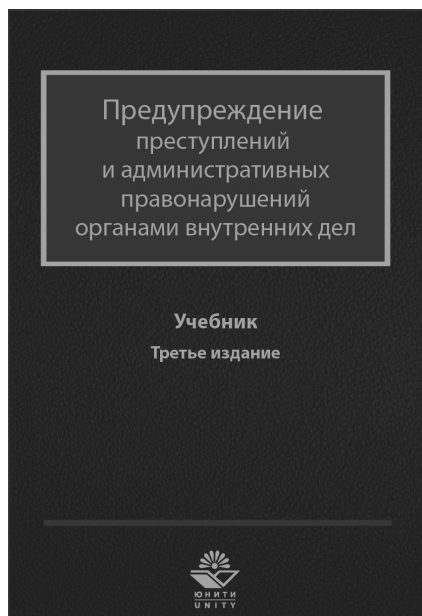 Предупреждение
преступлений
и административных
правонарушений
органами внутренних дел
Учебник
Третье издание
ЮНИТИ
UNITY